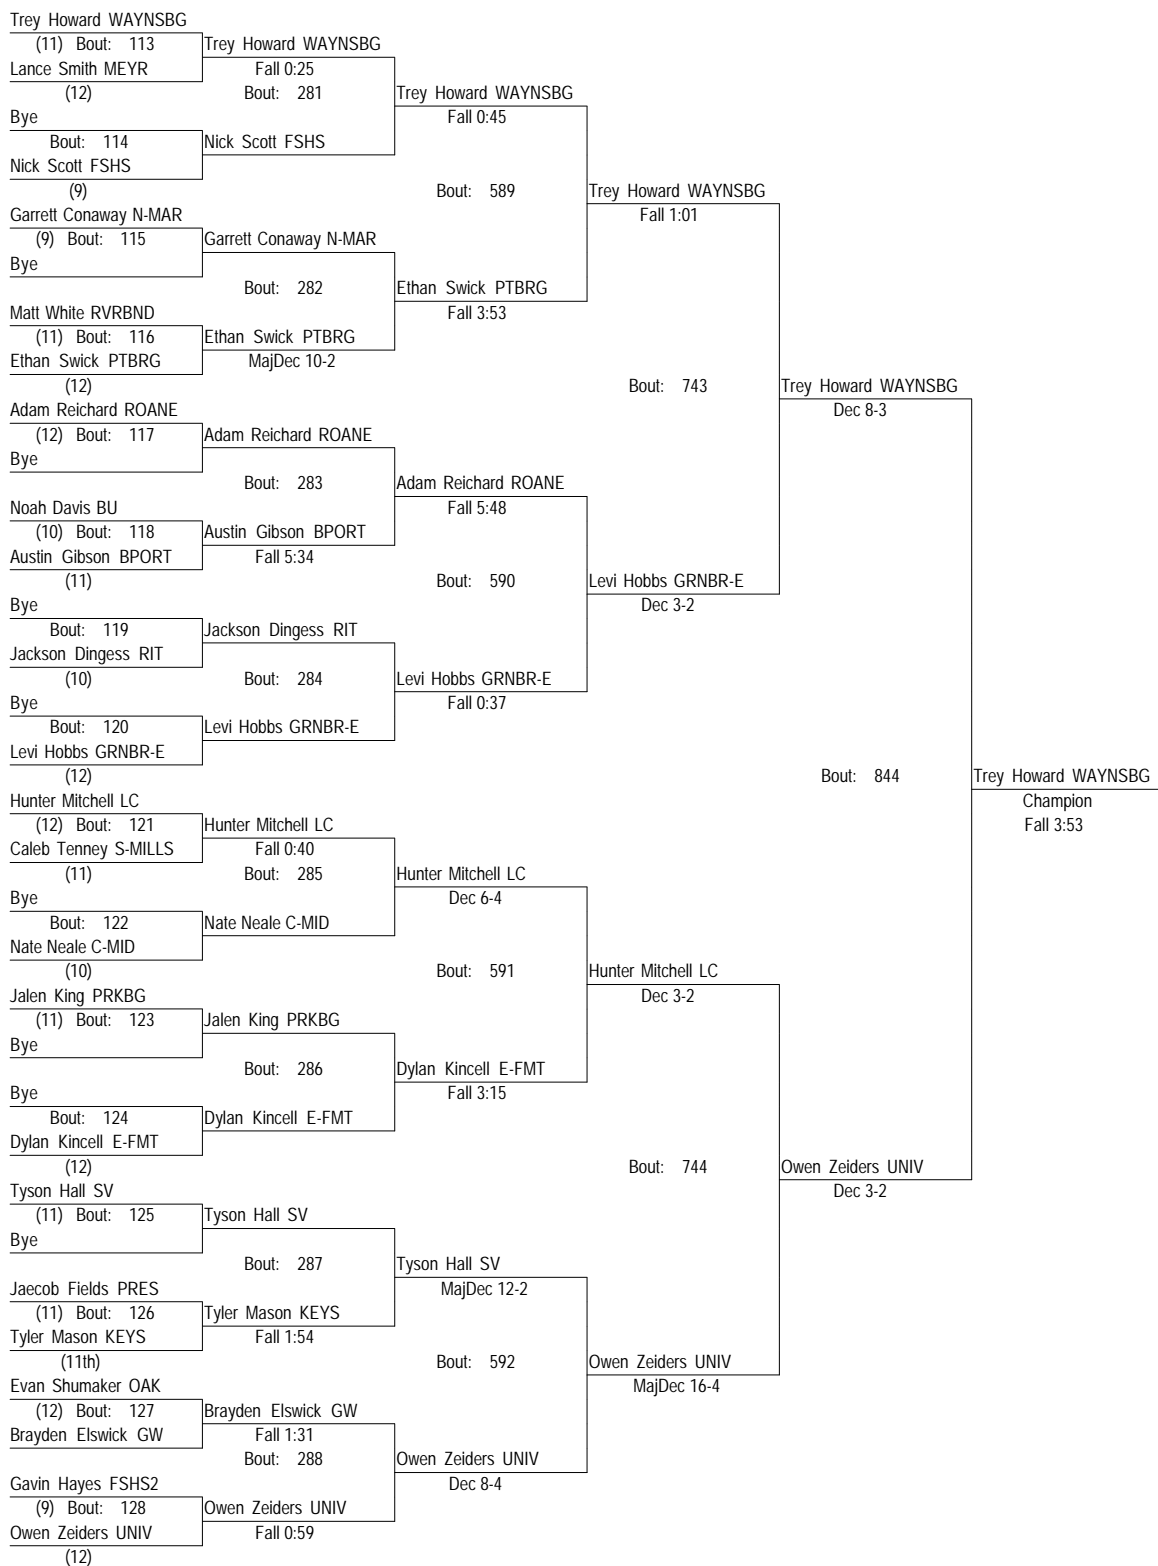 Trey Howard WAYNSBG
(11) Bout: 113
Lance Smith MEYR
(12)
Bye
Bout: 114
Nick Scott FSHS
(9)
Garrett Conaway N-MAR
(9) Bout: 115
Bye
Matt White RVRBND
(11) Bout: 116
Ethan Swick PTBRG
(12)
Adam Reichard ROANE
(12) Bout: 117
Bye
Noah Davis BU
(10) Bout: 118
Austin Gibson BPORT
(11)
Bye
Bout: 119
Jackson Dingess RIT
(10)
Bye
Bout: 120
Levi Hobbs GRNBR-E
(12)
Hunter Mitchell LC
(12) Bout: 121
Caleb Tenney S-MILLS
(11)
Bye
Bout: 122
Nate Neale C-MID
(10)
Jalen King PRKBG
(11) Bout: 123
Bye
Bye
Bout: 124
Dylan Kincell E-FMT
(12)
Tyson Hall SV
(11) Bout: 125
Bye
Jaecob Fields PRES
(11) Bout: 126
Tyler Mason KEYS
(11th)
Evan Shumaker OAK
(12) Bout: 127
Brayden Elswick GW
Gavin Hayes FSHS2
(9) Bout: 128
Owen Zeiders UNIV
(12)
Trey Howard WAYNSBG
Fall 0:25
Bout: 281
Nick Scott FSHS
Garrett Conaway N-MAR
Bout: 282
Ethan Swick PTBRG
MajDec 10-2
Adam Reichard ROANE
Bout: 283
Austin Gibson BPORT
Fall 5:34
Jackson Dingess RIT
Bout: 284
Levi Hobbs GRNBR-E
Hunter Mitchell LC
Fall 0:40
Bout: 285
Nate Neale C-MID
Jalen King PRKBG
Bout: 286
Dylan Kincell E-FMT
Tyson Hall SV
Bout: 287
Tyler Mason KEYS
Fall 1:54
Brayden Elswick GW
Fall 1:31
Bout: 288
Owen Zeiders UNIV
Fall 0:59
Trey Howard WAYNSBG
Fall 0:45
Bout: 589
Ethan Swick PTBRG
Fall 3:53
Adam Reichard ROANE
Fall 5:48
Bout: 590
Levi Hobbs GRNBR-E
Fall 0:37
Hunter Mitchell LC
Dec 6-4
Bout: 591
Dylan Kincell E-FMT
Fall 3:15
Tyson Hall SV
MajDec 12-2
Bout: 592
Owen Zeiders UNIV
Dec 8-4
Trey Howard WAYNSBG
Fall 1:01
Bout: 743
Levi Hobbs GRNBR-E
Dec 3-2
Hunter Mitchell LC
Dec 3-2
Bout: 744
Owen Zeiders UNIV
MajDec 16-4
Trey Howard WAYNSBG
Dec 8-3
Bout: 844
Owen Zeiders UNIV
Dec 3-2
Trey Howard WAYNSBG
Champion
Fall 3:53